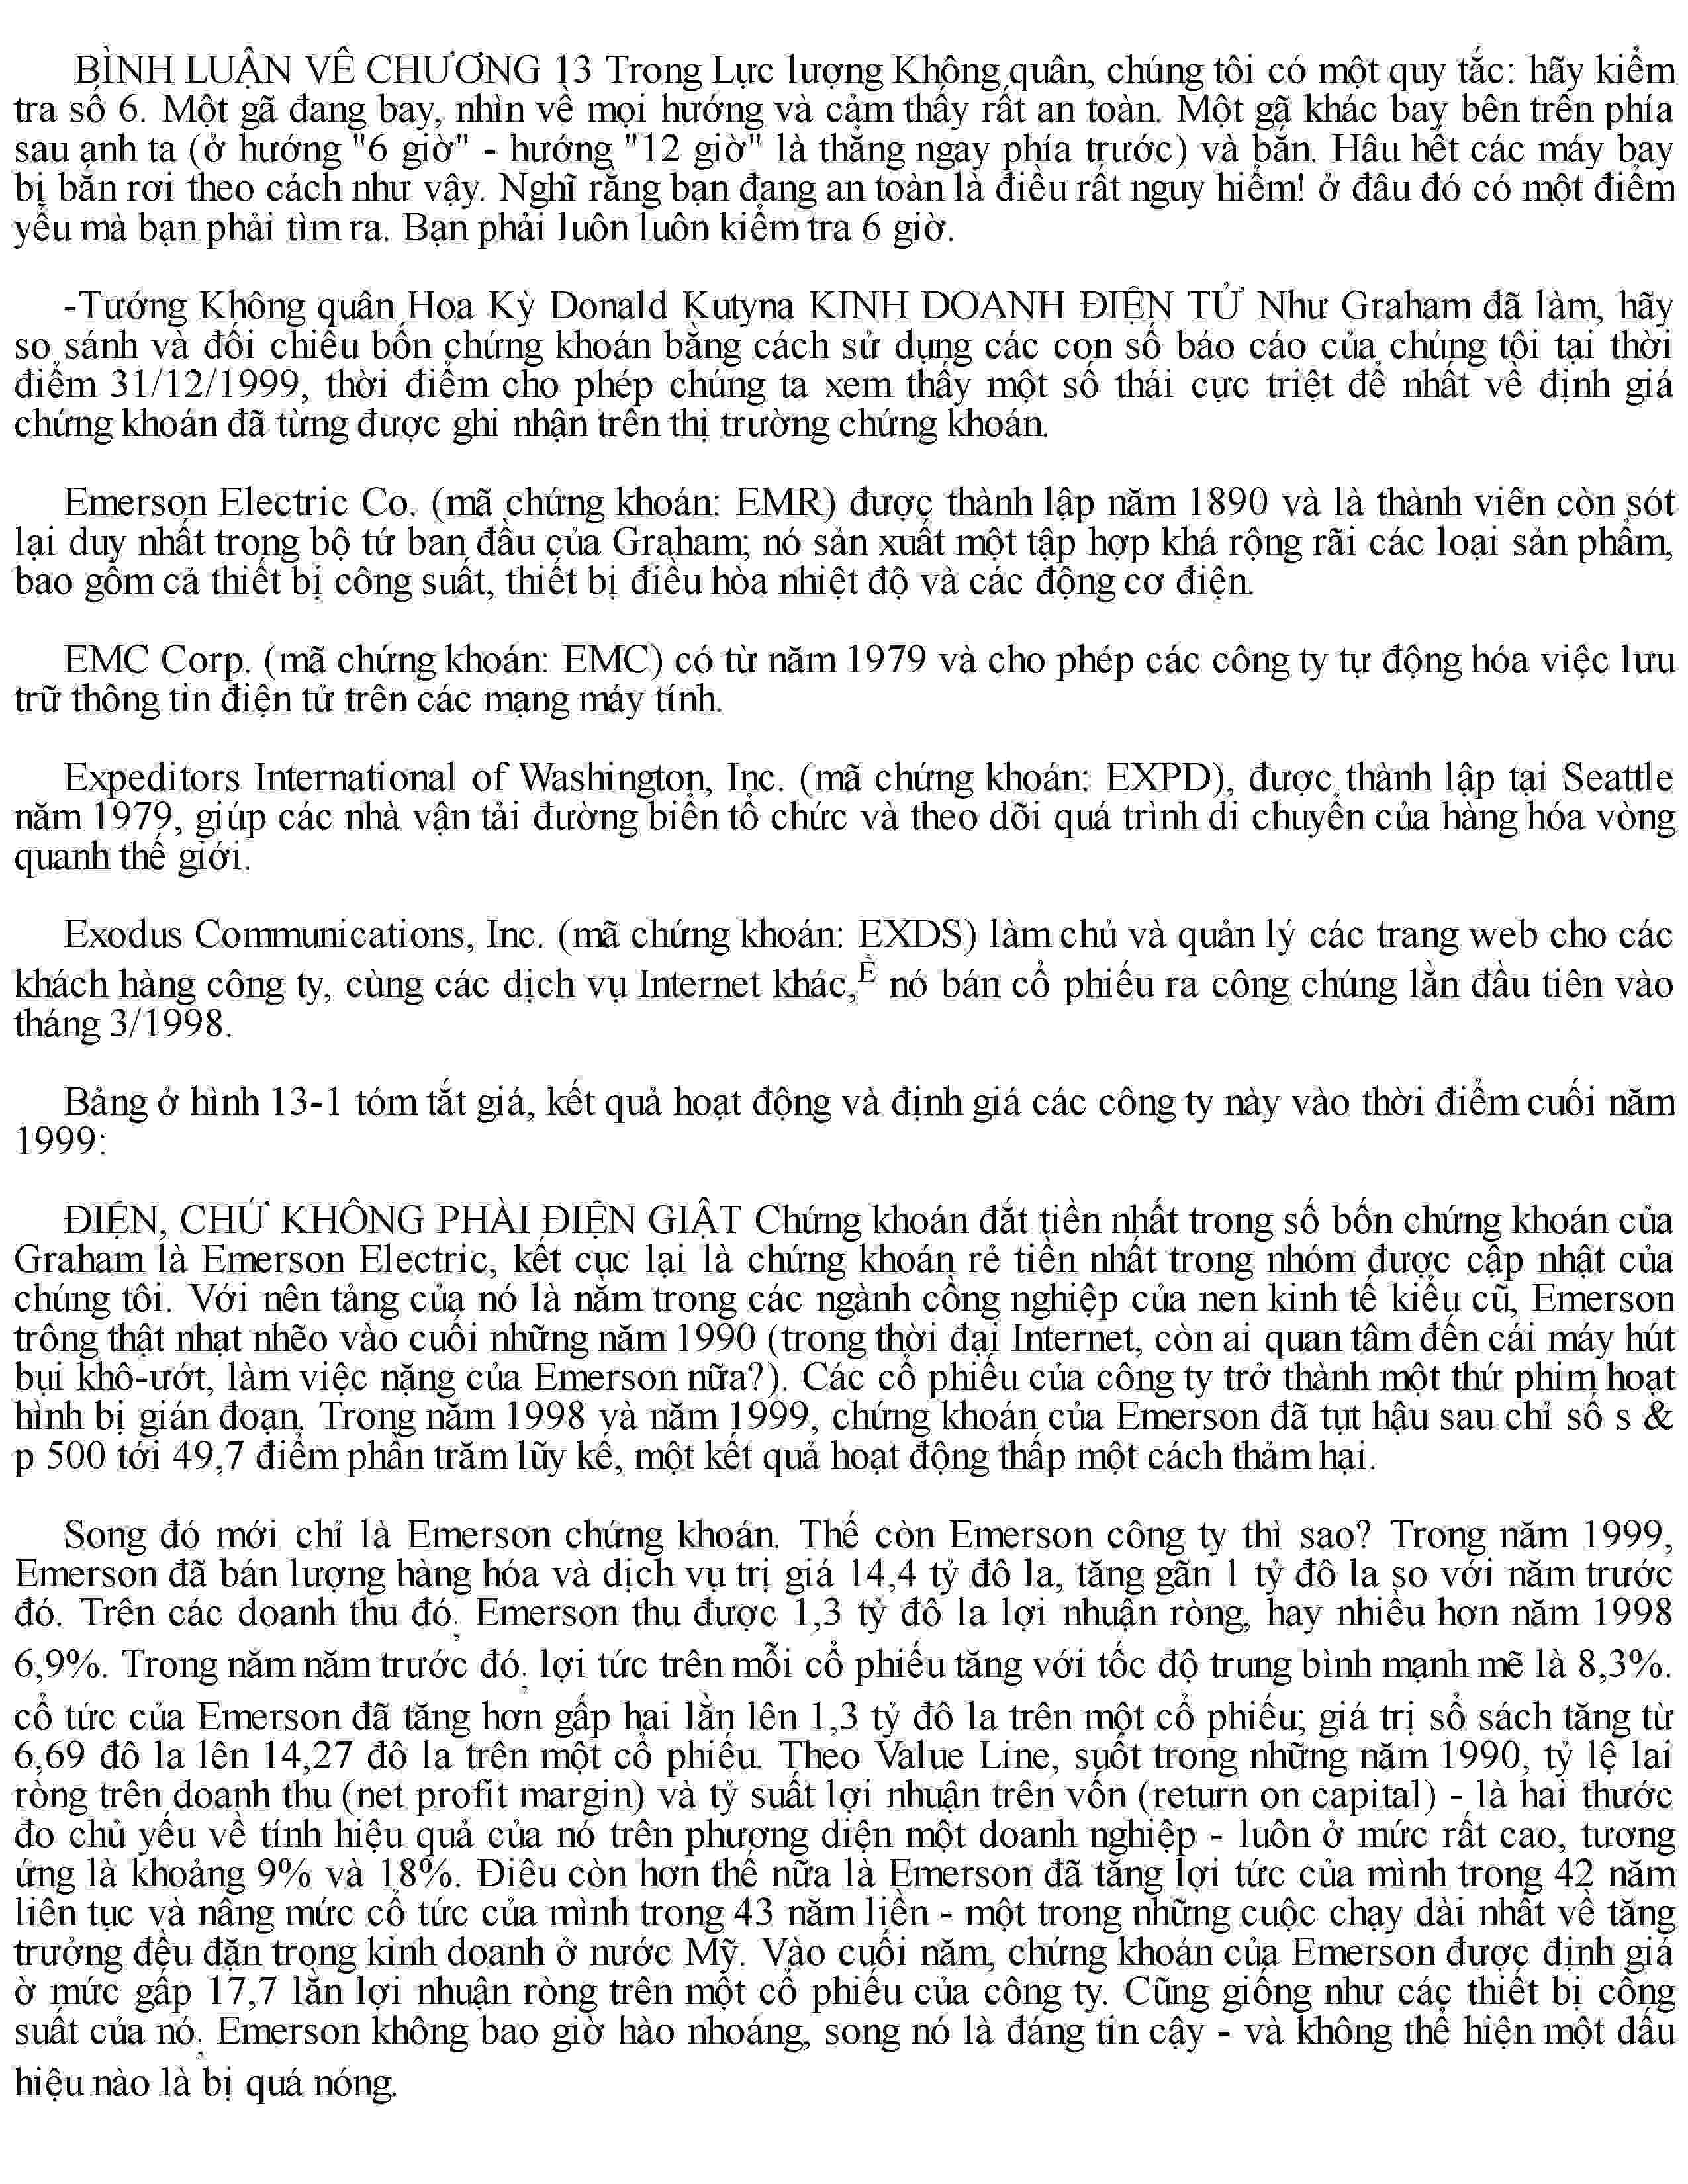 BÌNH LUẬN VÊ CHƯƠNG 13 Trong Lực lượng Không quân, chúng tôi có một quy tắc: hãy kiểm
tra số 6. Một gã đang bay, nhìn về mọi hướng và cảm thấy rất an toàn. Một gã khác bay bên trên phía
sau anh ta (ở hướng "6 giờ" - hướng "12 giờ" là thẳng ngay phía trước) và bắn. Hâu hết các máy bay
bị bắn rơi theo cách như vậy. Nghĩ rằng bạn đang an toàn là điều rất nguy hiểm! ở đâu đó có một điểm
yếu mà bạn phải tìm ra. Bạn phải luôn luôn kiểm tra 6 giờ.
-Tướng Không quân Hoa Kỳ Donald Kutyna KINH DOANH ĐIỆN TỬ Như Graham đã làm, hãy
so sánh và đối chiếu bốn chứng khoán bằng cách sử dụng các con số báo cáo của chúng tôi tại thời
điểm 31/12/1999, thời điểm cho phép chúng ta xem thấy một số thái cực triệt để nhất về định giá
chứng khoán đã từng được ghi nhận trên thị trường chứng khoán.
Emerson Electric Co. (mã chứng khoán: EMR) được thành lập năm 1890 và là thành viên còn sót
lại duy nhất trong bộ tứ ban đầu của Graham; nó sản xuất một tập hợp khá rộng rãi các loại sản phẩm,
bao gồm cả thiết bị công suất, thiết bị điều hòa nhiệt độ và các động cơ điện.
EMC Corp. (mã chứng khoán: EMC) có từ năm 1979 và cho phép các công ty tự động hóa việc lưu
trữ thông tin điện tử trên các mạng máy tính.
Expeditors International of Washington, Inc. (mã chứng khoán: EXPD), được thành lập tại Seattle
năm 1979, giúp các nhà vận tải đường biển tổ chức và theo dõi quá trình di chuyển của hàng hóa vòng
quanh thế giới.
Exodus Communications, Inc. (mã chứng khoán: EXDS) làm chủ và quản lý các trang web cho các
khách hàng công ty, cùng các dịch vụ Internet khác,È nó bán cổ phiếu ra công chúng lần đầu tiên vào
tháng 3/1998.
Bảng ở hình 13-1 tóm tắt giá, kết quả hoạt động và định giá các công ty này vào thời điểm cuối năm
1999:
ĐIỆN, CHỨ KHÔNG PHÀI ĐIỆN GIẬT Chứng khoán đắt tiền nhất trong số bốn chứng khoán của
Graham là Emerson Electric, kết cục lại là chứng khoán rẻ tiền nhất trong nhóm được cập nhật của
chúng tôi. Với nên tảng của nó là nằm trong các ngành công nghiệp của nen kinh tế kiểu cũ, Emerson
trông thật nhạt nhẽo vào cuối những năm 1990 (trong thời đại Internet, còn ai quan tâm đến cái máy hút
bụi khô-ướt, làm việc nặng của Emerson nữa?). Các cổ phiếu của công ty trở thành một thứ phim hoạt
hình bị gián đoạn. Trong năm 1998 và năm 1999, chứng khoán của Emerson đã tụt hậu sau chỉ số s &
p 500 tới 49,7 điểm phần trăm lũy kế, một kết quả hoạt động thấp một cách thảm hại.
Song đó mới chỉ là Emerson chứng khoán. Thế còn Emerson công ty thì sao? Trong năm 1999,
Emerson đã bán lượng hàng hóa và dịch vụ trị giá 14,4 tỷ đô la, tăng gãn 1 tỷ đô la so với năm trước
đó. Trên các doanh thu đó; Emerson thu được 1,3 tỷ đô la lợi nhuận ròng, hay nhiều hơn năm 1998
6,9%. Trong năm năm trước đó; lợi tức trên mỗi cổ phiếu tăng với tốc độ trung bình mạnh mẽ là 8,3%.
cổ tức của Emerson đã tăng hơn gấp hai lần lên 1,3 tỷ đô la trên một cổ phiếu; giá trị sổ sách tăng từ
6,69 đô la lên 14,27 đô la trên một cổ phiếu. Theo Value Line, suốt trong những năm 1990, tỷ lệ lai
ròng trên doanh thu (net profit margin) và tỷ suất lợi nhuận trên vốn (return on capital) - là hai thước
đo chủ yếu về tính hiệu quả của nó trên phương diện một doanh nghiệp - luôn ở mức rất cao, tương
ứng là khoảng 9% và 18%. Điêu còn hơn thế nữa là Emerson đã tăng lợi tức của mình trong 42 năm
liên tục và nâng mức cổ tức của mình trong 43 năm liền - một trong những cuộc chạy dài nhất về tăng
trưởng đều đặn trong kinh doanh ở nước Mỹ. Vào cuối năm, chứng khoán của Emerson được định giá
ờ mức gấp 17,7 lần lợi nhuận ròng trên một cổ phiếu của công ty. Cũng giống như các thiết bị công
suất của nó; Emerson không bao giờ hào nhoáng, song nó là đáng tin cậy - và không thể hiện một dấu
hiệu nào là bị quá nóng.